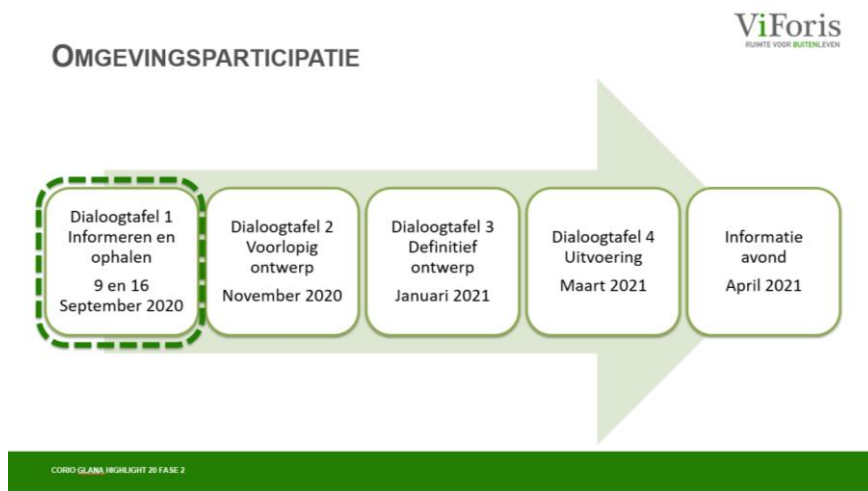 ViForis
RUIMTE VOOR BUITENLEVEN
OMGEVINGSPARTICIPATIE
Dialoogtafel 1
Informeren en
ophalen
9 en 16
September 2020
Dialoogtafel 2
Voorlopig
ontwerp
November 2020
Dialoogtafel 3
Definitief
ontwerp
Januari 2021
Dialoogtafel 4
Uitvoering
Maart 2021
Informatie
avond
April 2021
CORIO GLANA HIGHLIGHT 20 FASE 2